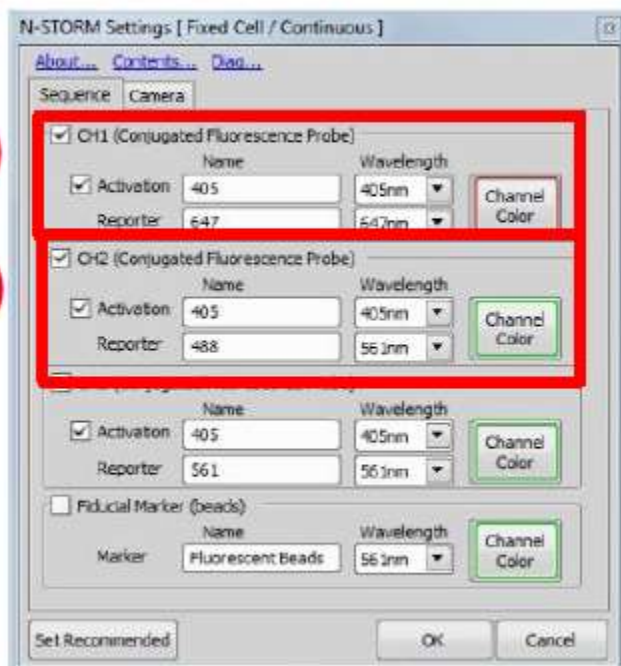 N-STORM Settings [ Fixed Cell / Continuous ]
About... Contents... Diag...
Sequence Camera
CH1 (Conjugated Fluorescence Probe)
Name Wavelength
Activation 405 405nm
Channel Color
Reporter 647 647nm
CH2 (Conjugated Fluorescence Probe)
Name Wavelength
Activation 405 405nm
Channel Color
Reporter 488 561nm
Name Wavelength
Activation 405 405nm
Channel Color
Reporter 561 561nm
Fiducial Marker (beads)
Name Wavelength
Marker Fluorescent Beads 561nm
Channel Color
Set Recommended OK Cancel